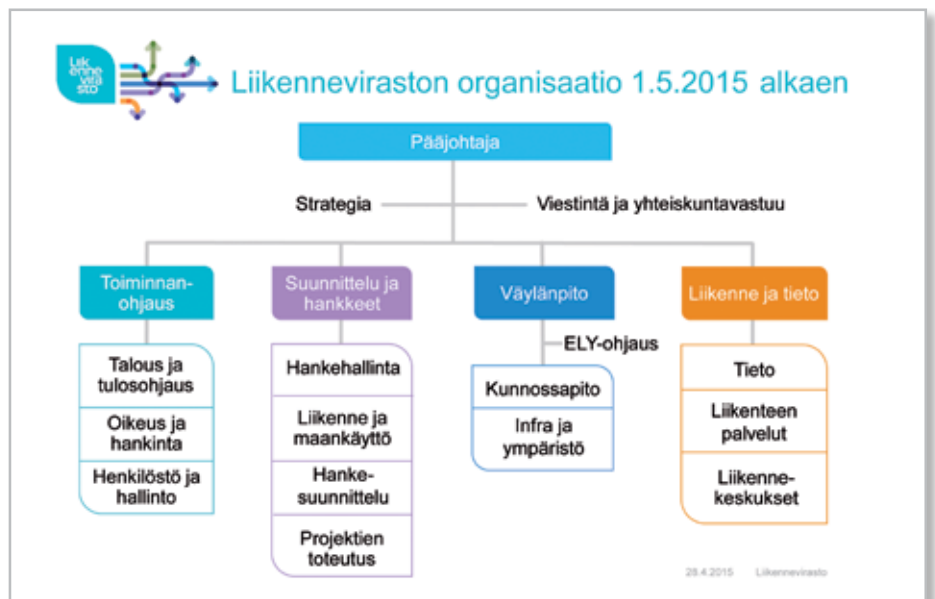 Liik
enne
vira
sto
Liikenneviraston organisaatio 1.5.2015 alkaen
Pääjohtaja
Strategia
Viestintä ja yhteiskuntavastuu
Toiminnan-
ohjaus
Talous ja
tulosohjaus
Oikeus ja
hankinta
Henkilöstö ja
hallinto
Suunnittelu ja
hankkeet
Hankehallinta
Liikenne ja
maankäyttö
Hanke-
suunnittelu
Projektien
toteutus
Väylänpito
ELY-ohjaus
Kunnossapito
Infra ja
ympäristö
Liikenne ja tieto
Tieto
Liikenteen
palvelut
Liikenne-
keskukset
28.4.2015 Liikennevirasto